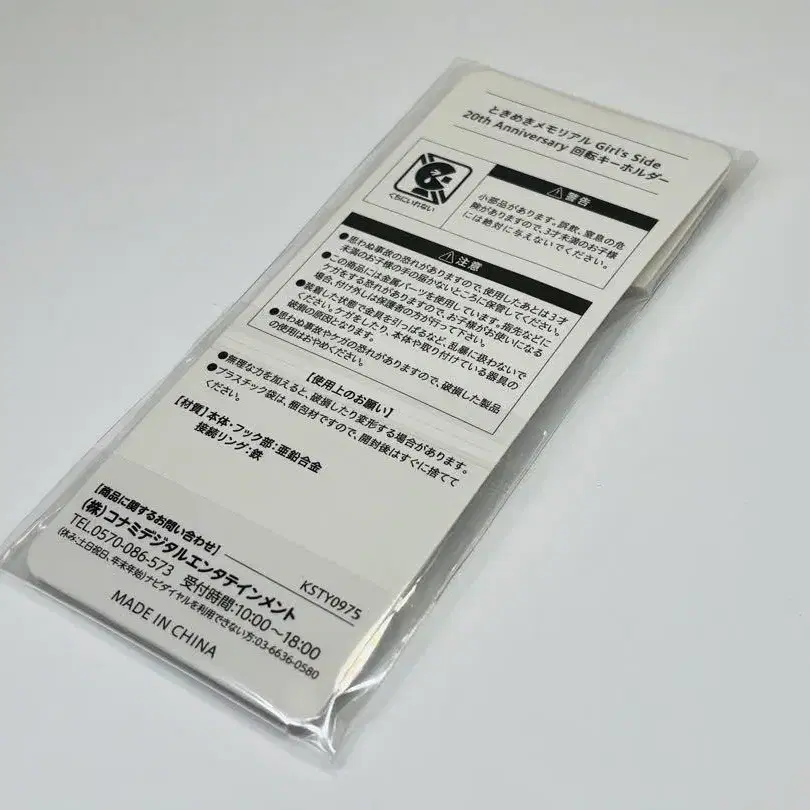 ときめきメモリアル Girl's Side
20th Anniversary 回転キーホルダー
くちにいれない
⚠警告
小部品があります。誤飲、窒息の危
険がありますので、3才未満のお子様
には絶対に与えないでください。
⚠注意
●思わぬ事故の恐れがありますので、使用したあとは3才
未満のお子様の手の届かないところに保管してください。
●この商品には金属パーツを使用しています。指先などに
ケガをする恐れがありますので、お子様がお使いになる
場合、付け外しは保護者の方が行って下さい。
●装着した状態で金具を引っぱるなど、乱暴に扱わないで
ください。ケガをしたり、本体や取り付けている器具の
破損の原因となります。
●思わぬ事故やケガの恐れがありますので、破損した製品
の使用はおやめください。
【使用上のお願い】
●無理な力を加えると、破損したり変形する場合があります。
●プラスチック袋は、梱包材ですので、開封後はすぐに捨てて
ください。
【材質】本体・フック部：亜鉛合金
接続リング：鉄
【商品に関するお問い合わせ】
KSTY0975
(株)コナミデジタルエンタテインメント
TEL.0570-086-573 受付時間:10:00〜18:00
(休み:土日祝日、年末年始)ナビダイヤルを利用できない方:03-6636-0580
MADE IN CHINA